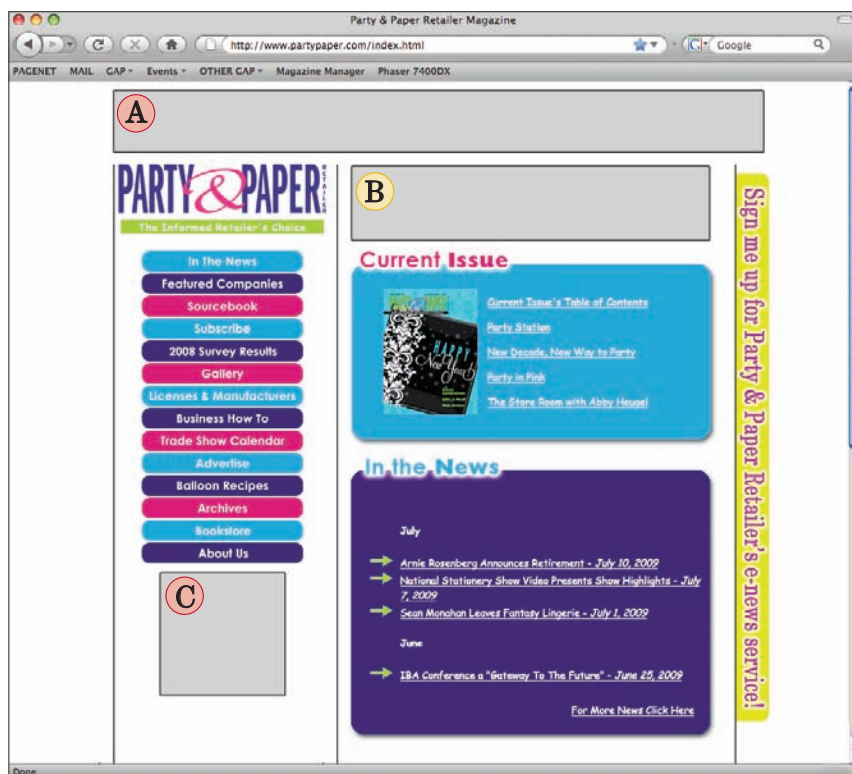 Party & Paper Retailer Magazine
http://www.partypaper.com/index.html
Google
PAGENET MAIL GAP Events OTHER GAP Magazine Manager Phaser 7400DX
A
PARTY & PAPER RETAILER
The Informed Retailer's Choice
In The News
Featured Companies
Sourcebook
Subscribe
2008 Survey Results
Gallery
Licenses & Manufacturers
Business How To
Trade Show Calendar
Advertise
Balloon Recipes
Archives
Bookstore
About Us
C
B
Current Issue
HAPPY
New Year!
Current Issue's Table of Contents
Party Station
New Decade, New Way to Party
Party in Pink
The Store Room with Abby Heugel
In the News
July
Arnie Rosenberg Announces Retirement - July 10, 2009
National Stationery Show Video Presents Show Highlights - July
7, 2009
Sean Monahan Leaves Fantasy Lingerie - July 1, 2009
June
IBA Conference a "Gateway To The Future" - June 25, 2009
For More News Click Here
Sign me up for Party & Paper Retailer's e-news service!
Done